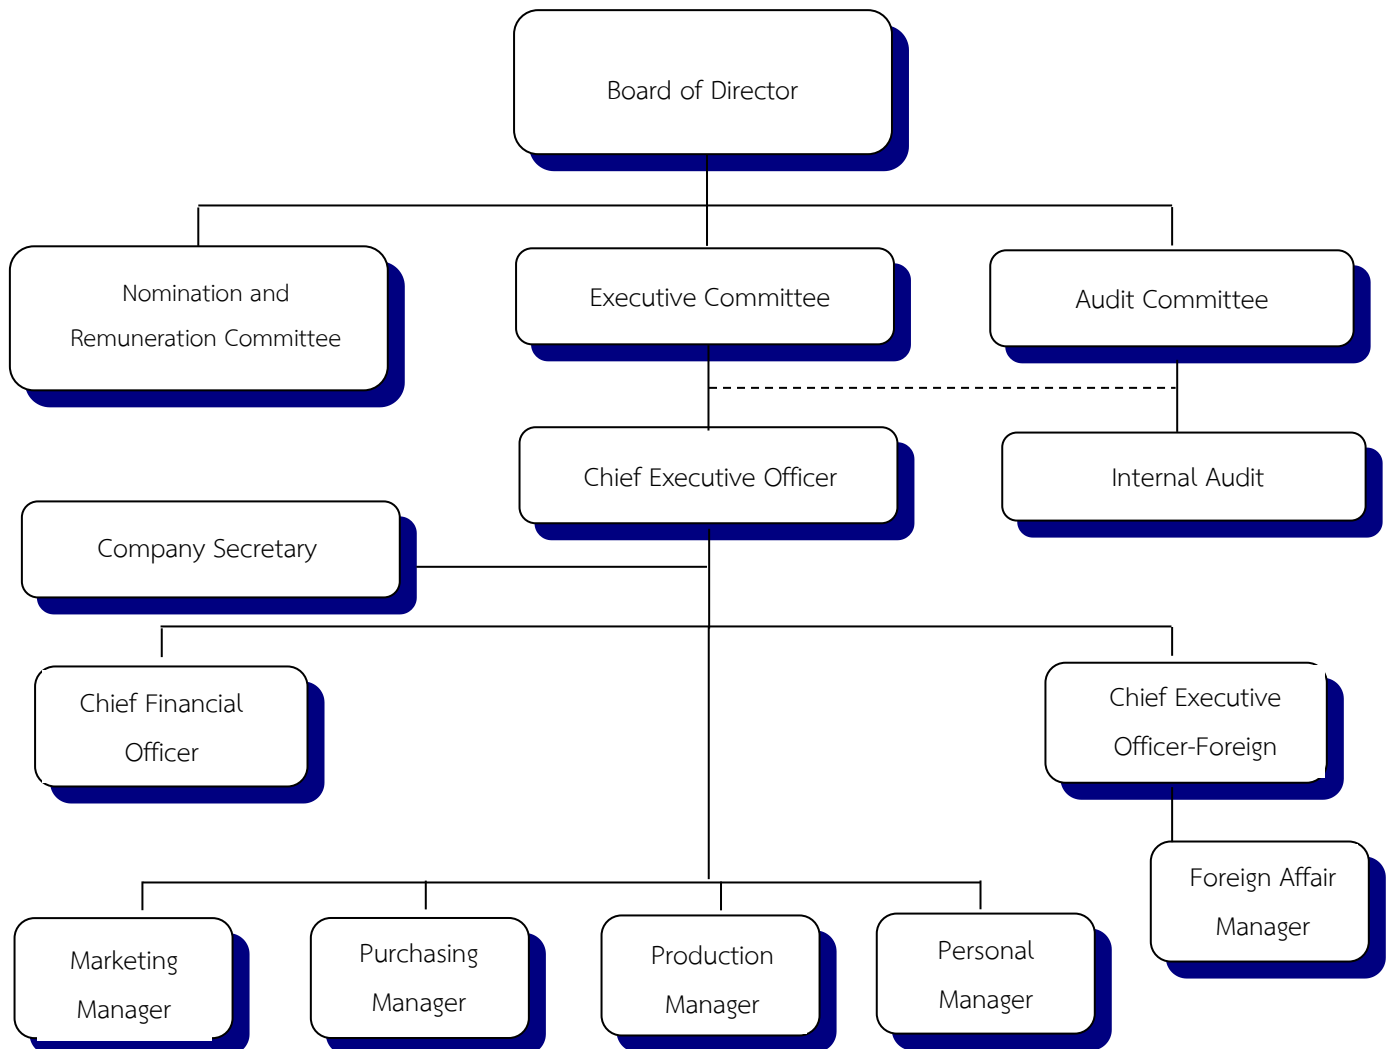 Board of Director
Nomination and
Remuneration Committee
Executive Committee
Audit Committee
Chief Executive Officer
Internal Audit
Company Secretary
Chief Financial
Officer
Chief Executive
Officer-Foreign
Foreign Affair
Manager
Marketing
Manager
Purchasing
Manager
Production
Manager
Personal
Manager